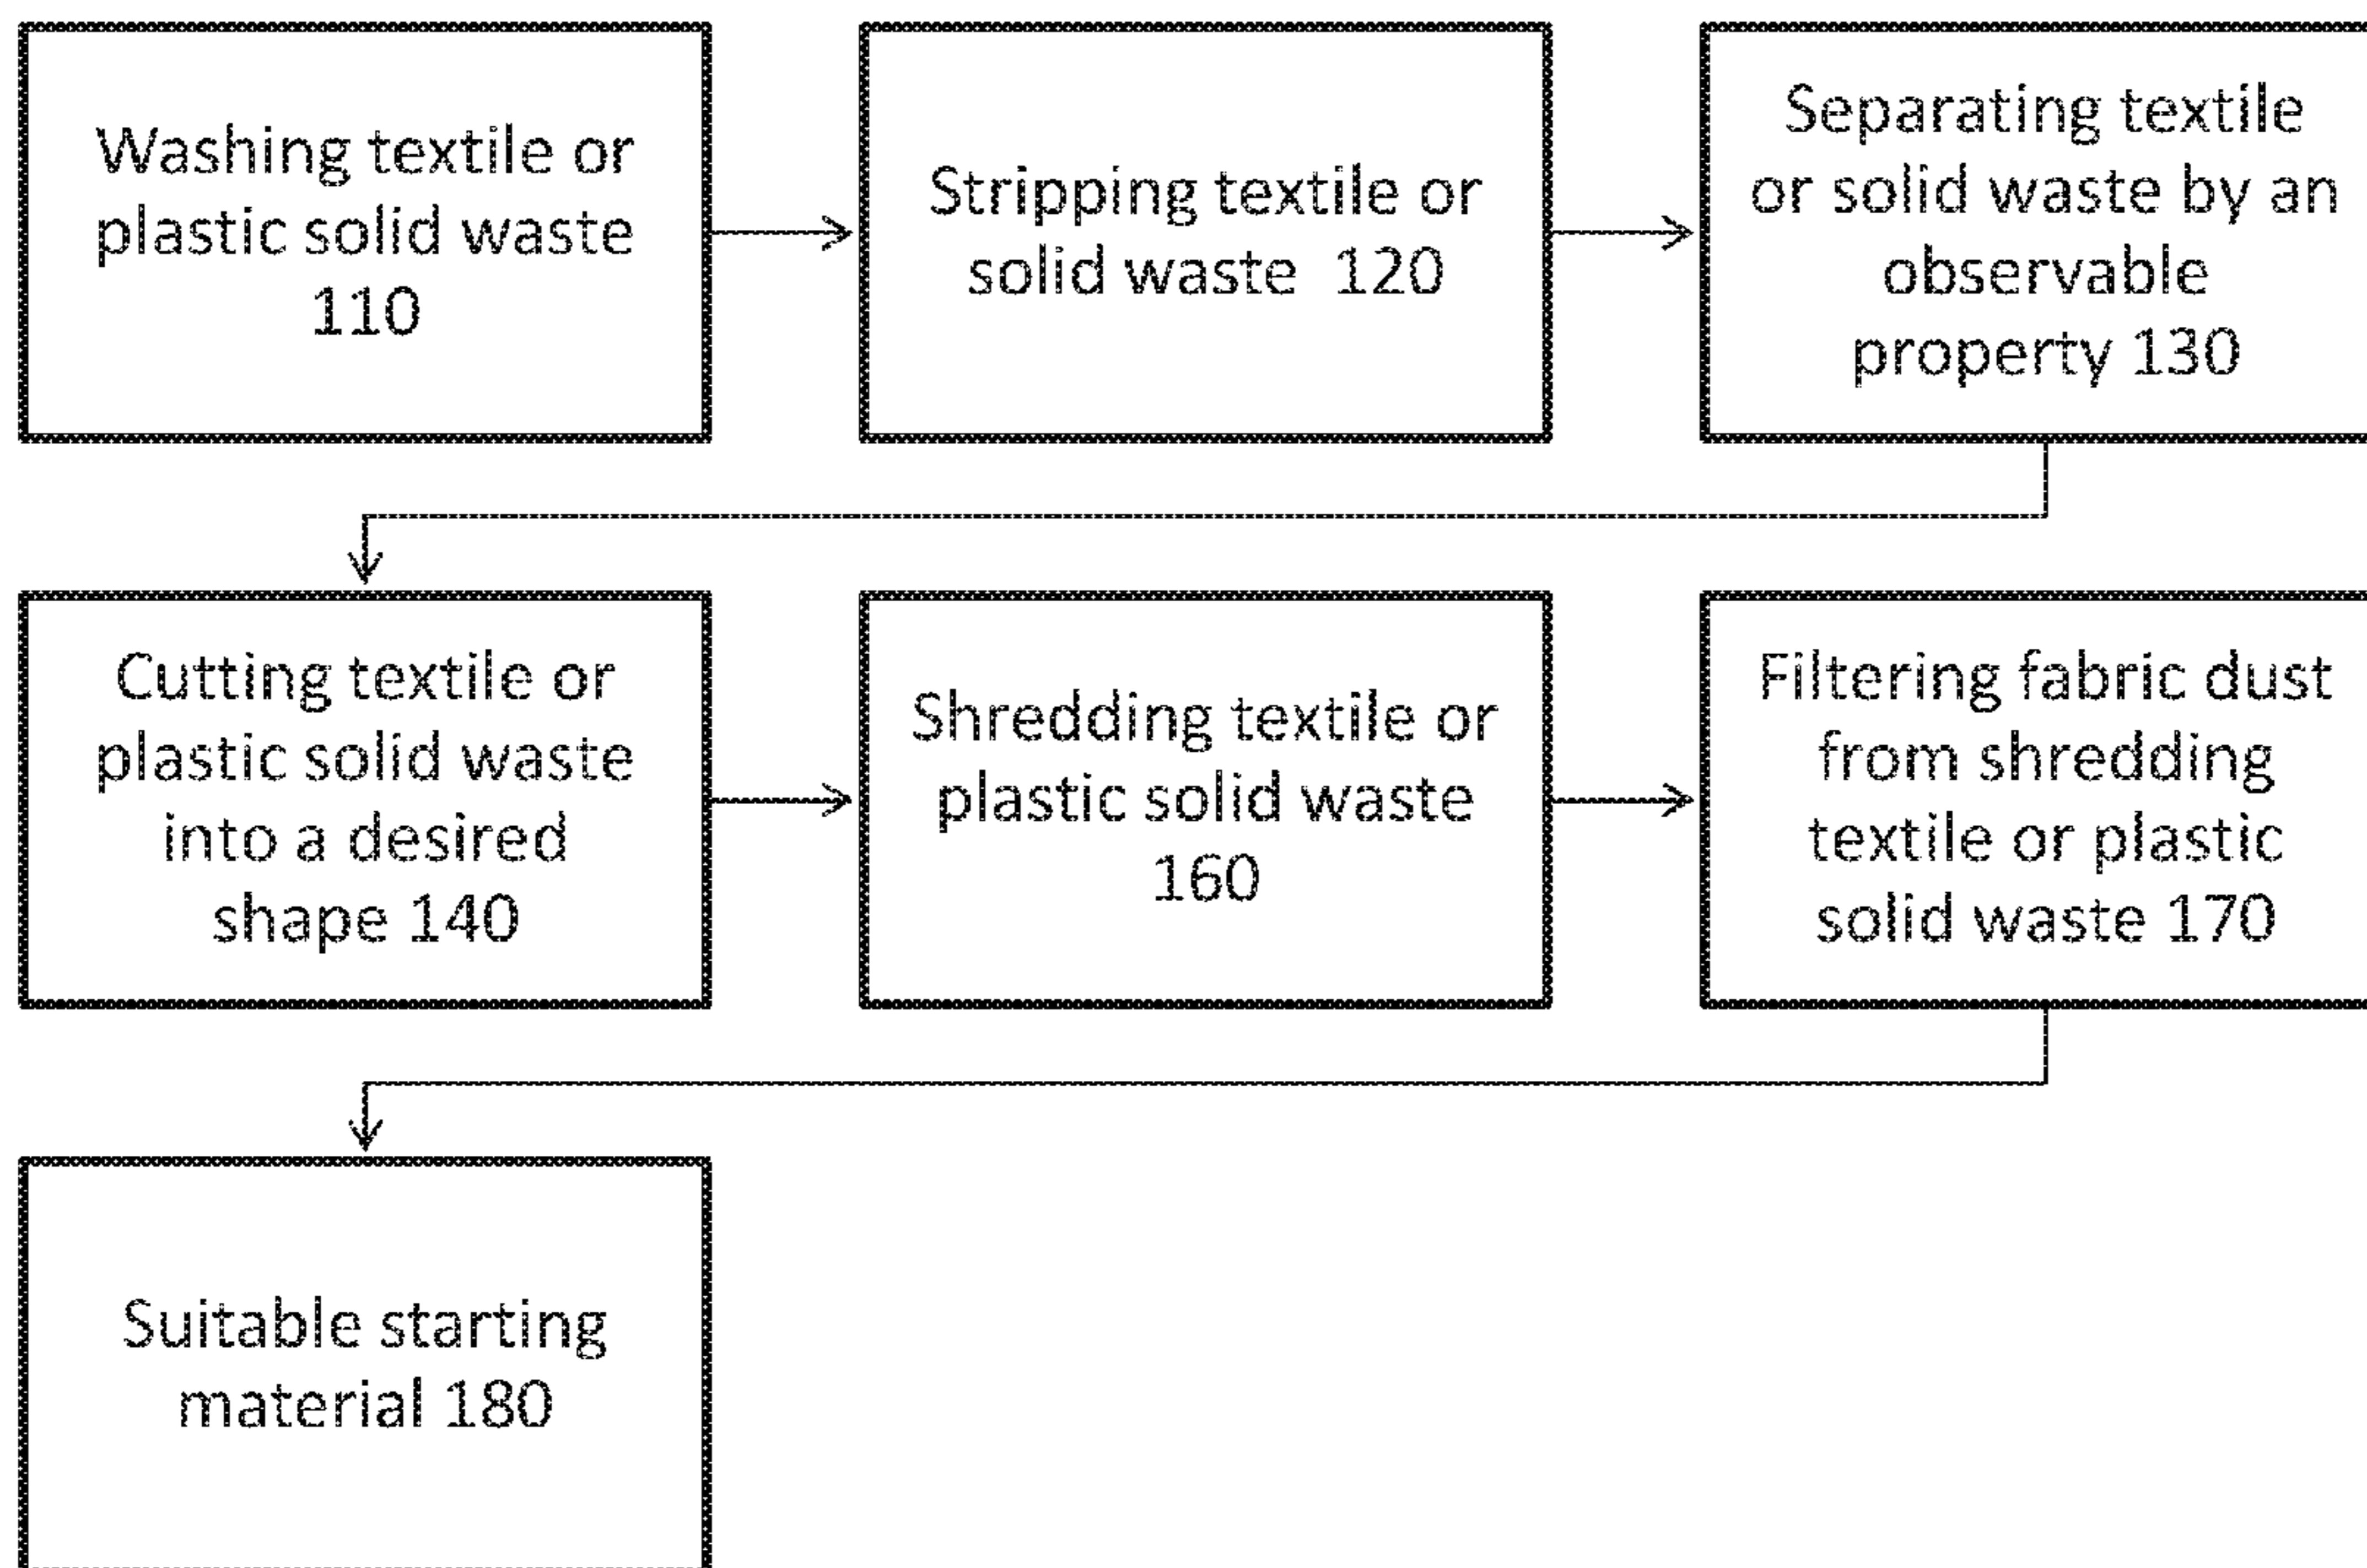 Washing textile or
plastic solid waste
110
Stripping textile or
solid waste 120
Separating textile
or solid waste by an
observable
property 130
Cutting textile or
plastic solid waste
into a desired
shape 140
Shredding textile or
plastic solid waste
160
Filtering fabric dust
from shredding
textile or plastic
solid waste 170
Suitable starting
material 180